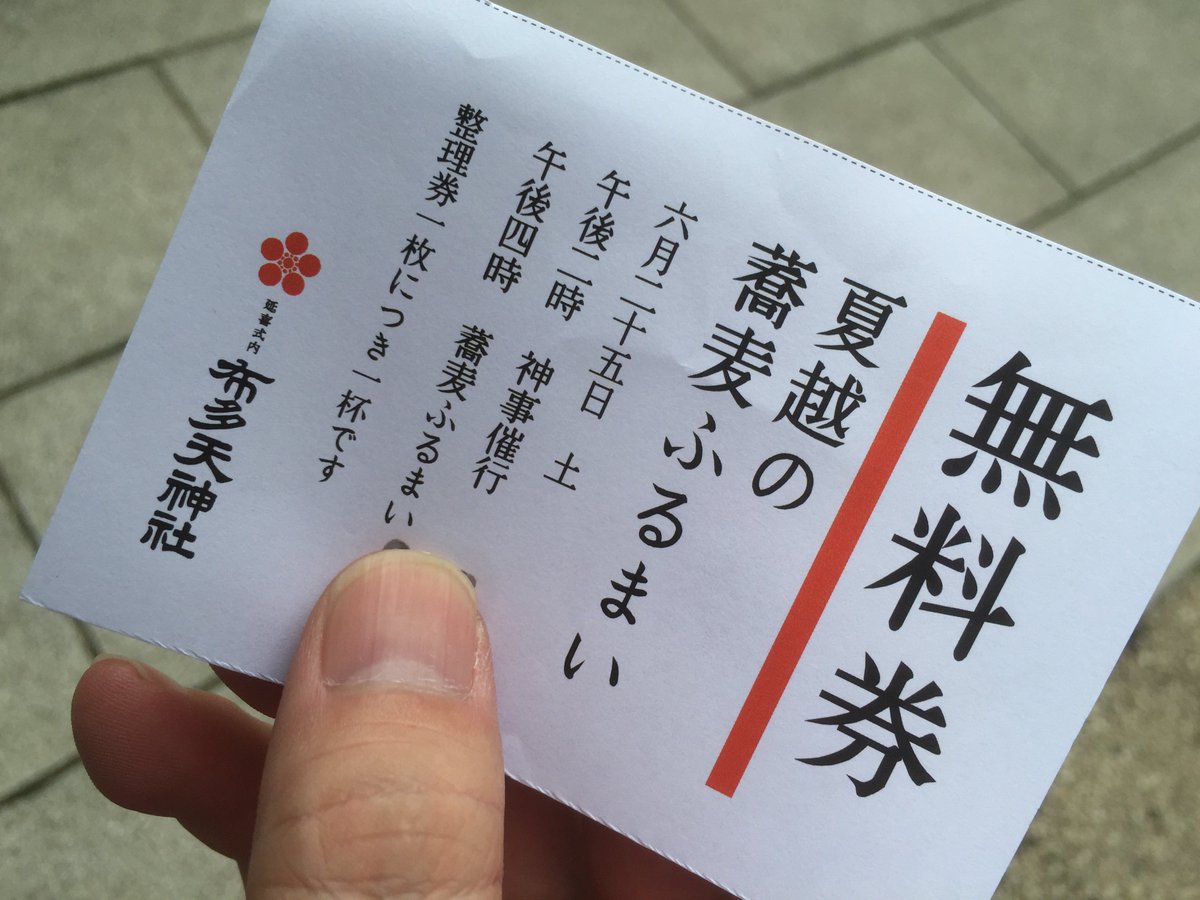 無料券
夏越の
蕎麦ふるまい
六月二十五日 土
午後二時 神事催行
午後四時 蕎麦ふるまい
整理券一枚につき一杯です
延喜式内
布多天神社